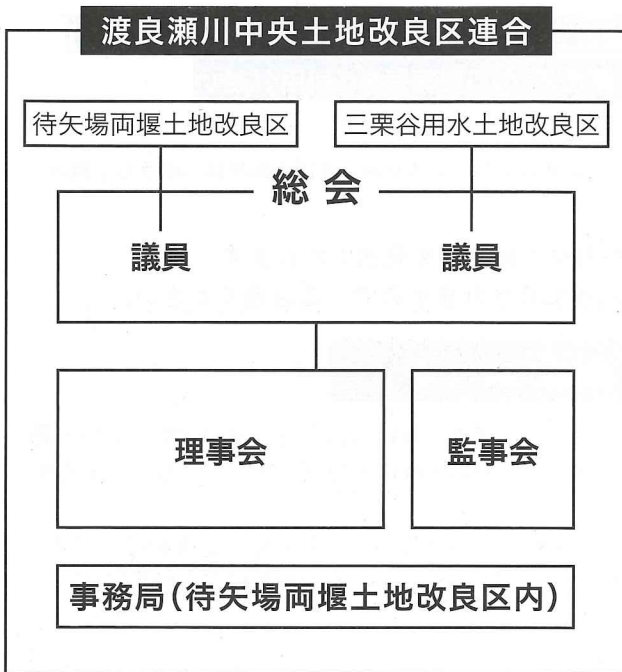 渡良瀬川中央土地改良区連合
待矢場両堰土地改良区
三栗谷用水土地改良区
総会
議員
議員
理事会
監事会
事務局(待矢場両堰土地改良区内)